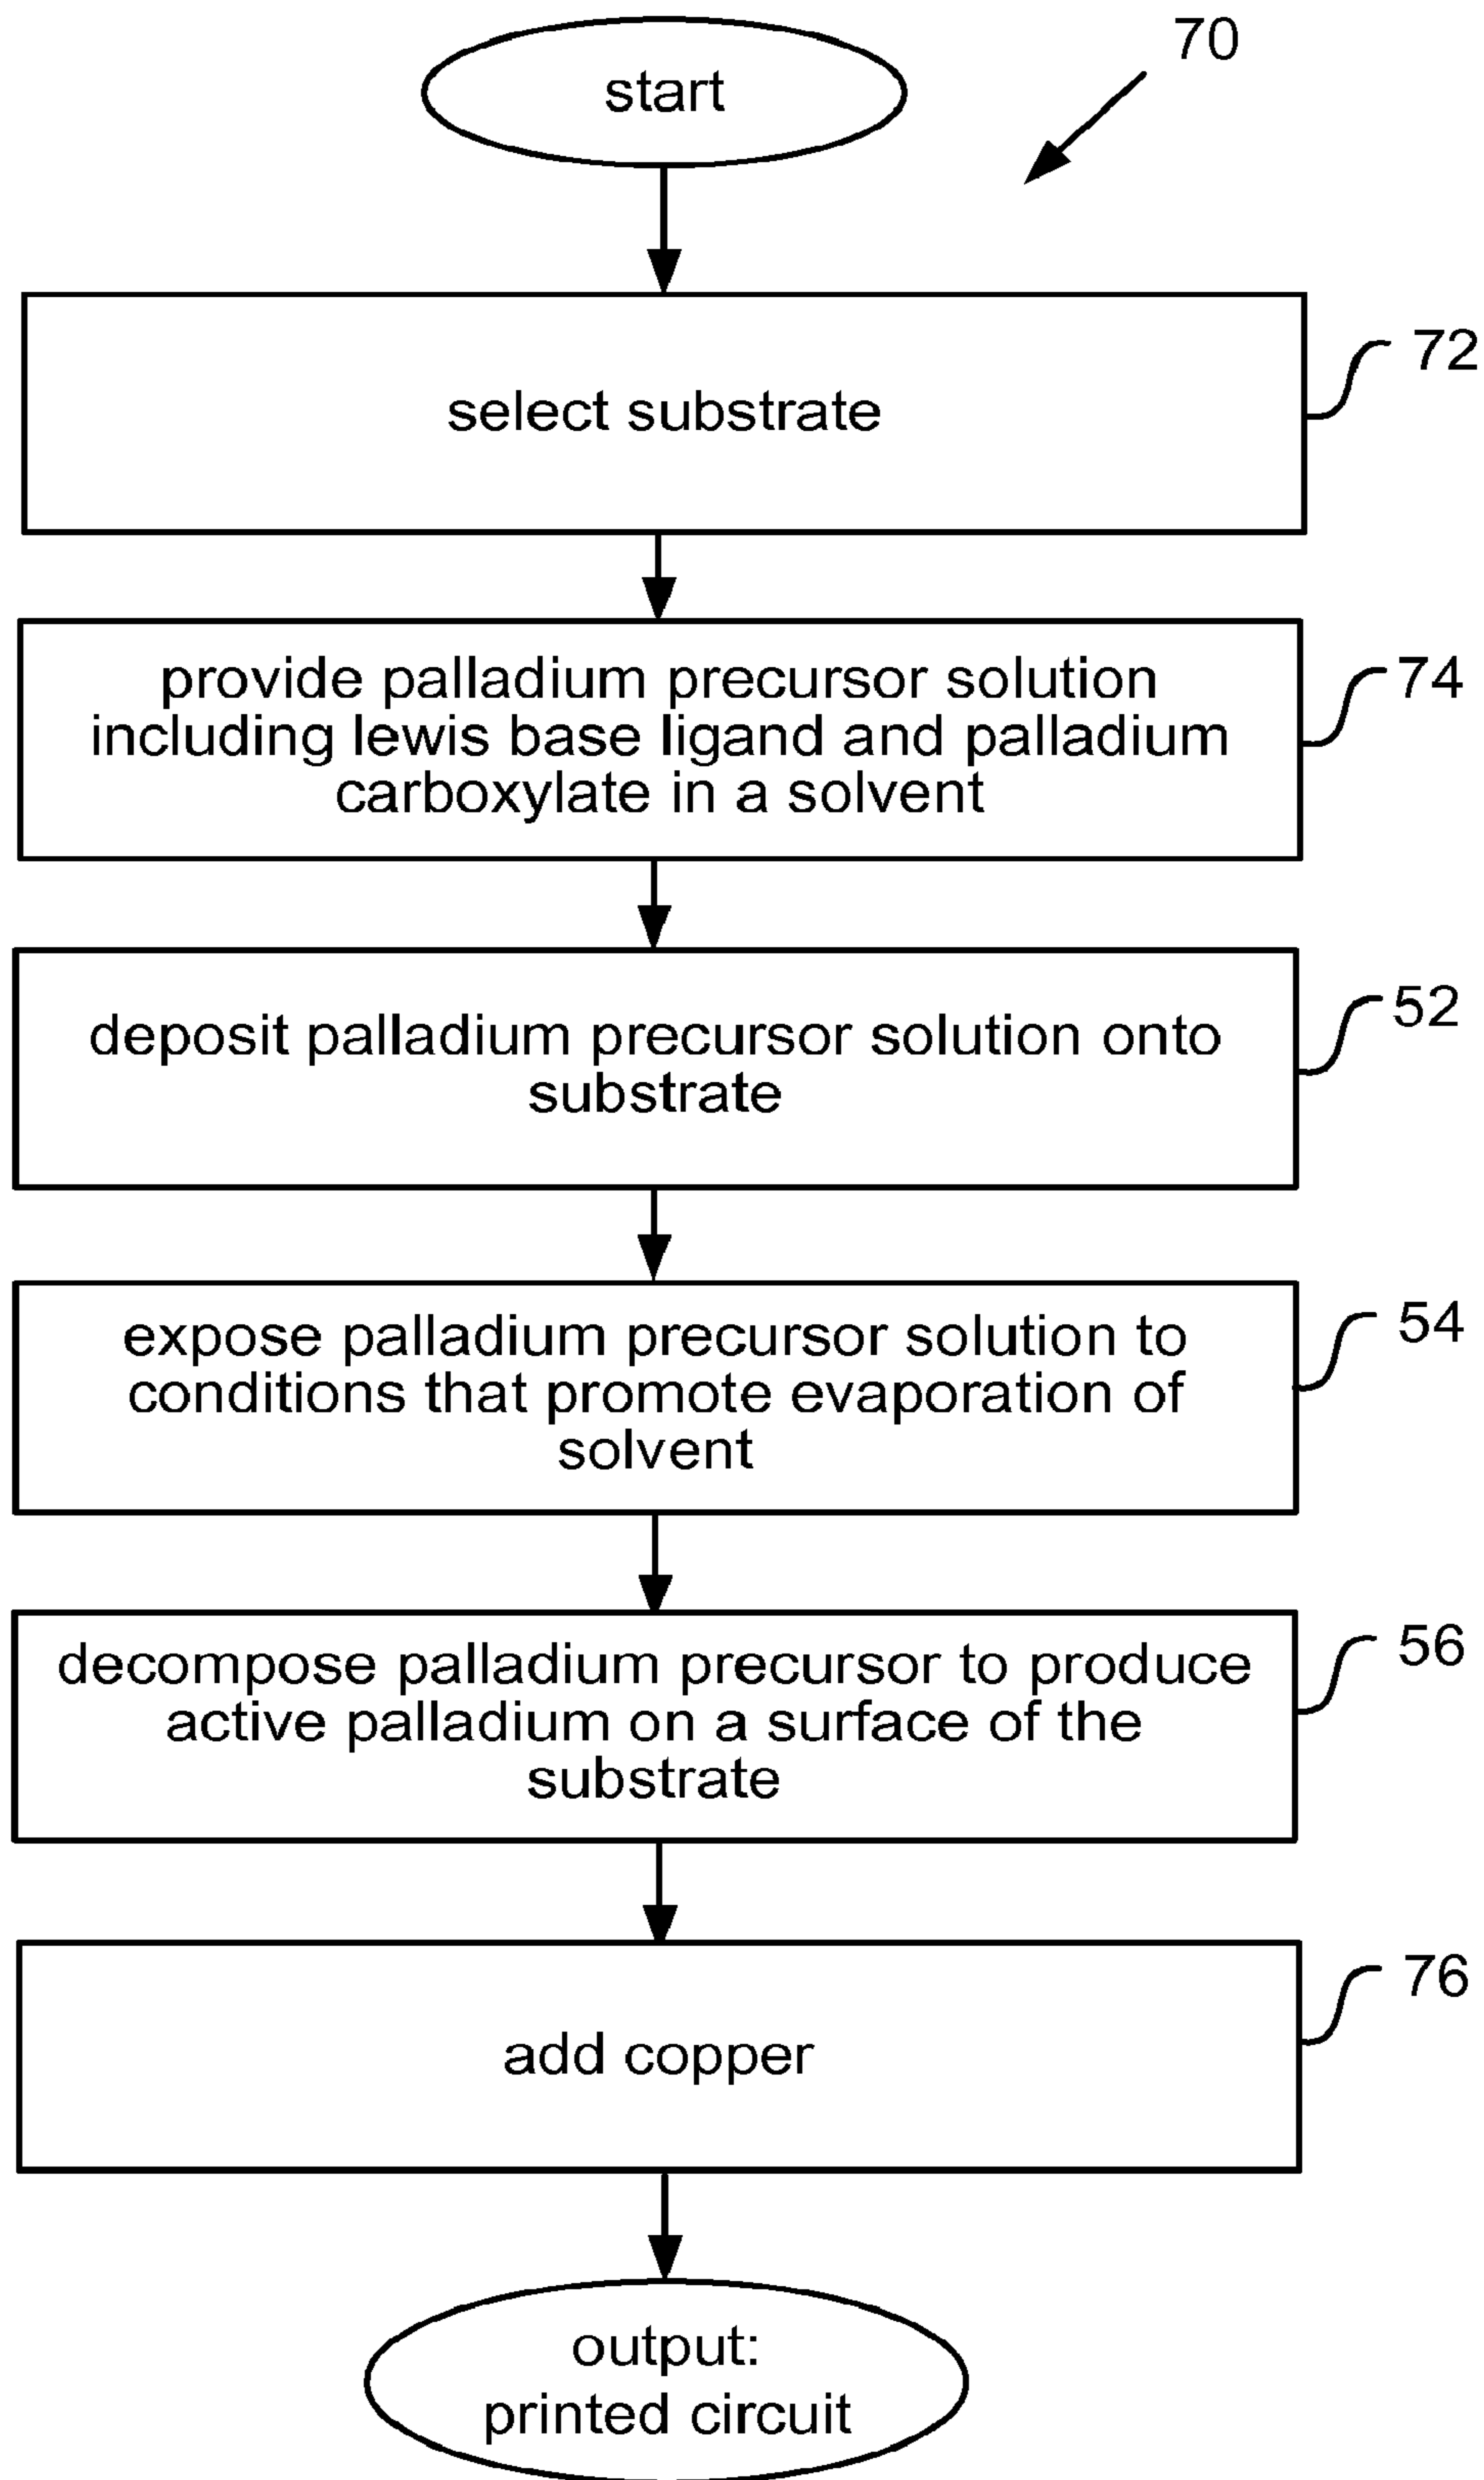 start
70
select substrate
72
provide palladium precursor solution
including lewis base ligand and palladium
carboxylate in a solvent
74
deposit palladium precursor solution onto
substrate
52
expose palladium precursor solution to
conditions that promote evaporation of
solvent
54
decompose palladium precursor to produce
active palladium on a surface of the
substrate
56
add copper
76
output:
printed circuit